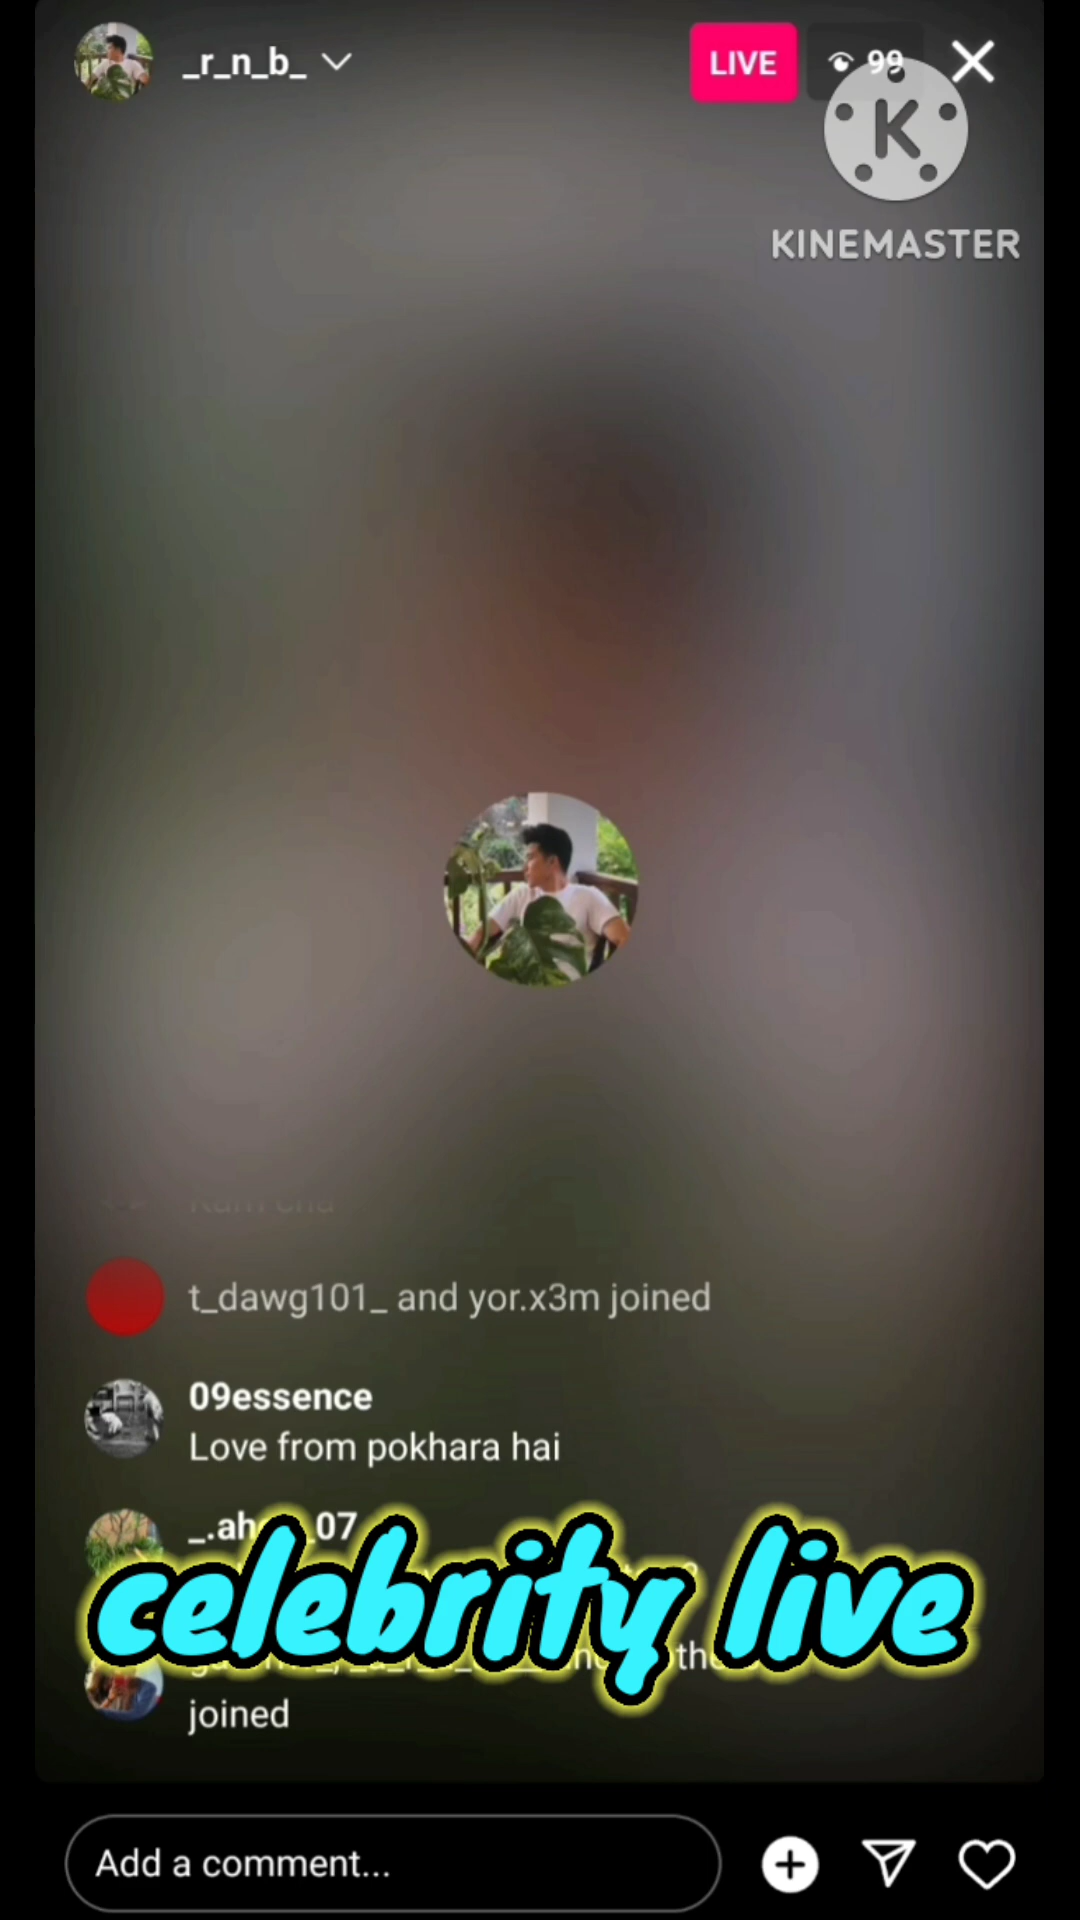 _r_n_b_
LIVE
99
K
KINEMASTER
t_dawg101_ and yor.x3m joined
09essence
Love from pokhara hai
celebrity live
joined
Add a comment...